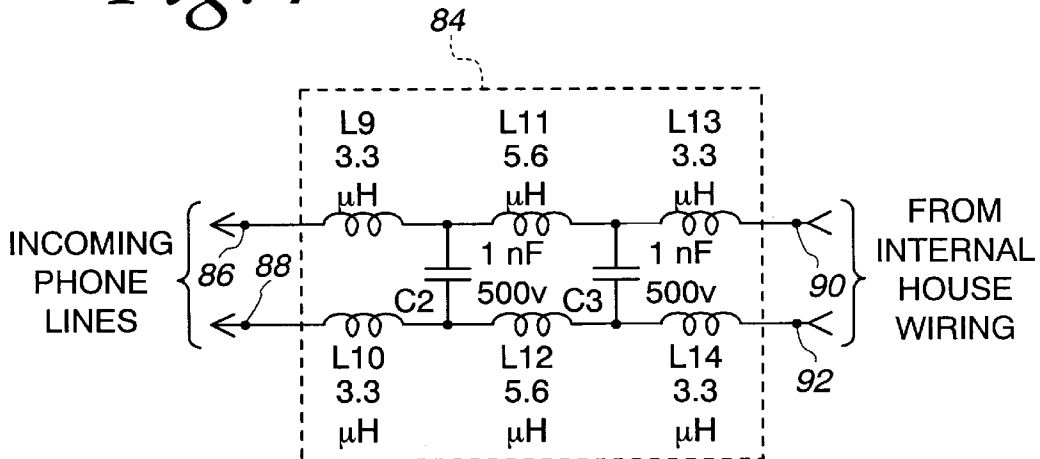 84
L9
3.3
μH
L11
5.6
μH
L13
3.3
μH
INCOMING
PHONE
LINES
86
88
1 nF
500v
C2
1 nF
500v
C3
90
92
FROM
INTERNAL
HOUSE
WIRING
L10
3.3
μH
L12
5.6
μH
L14
3.3
μH